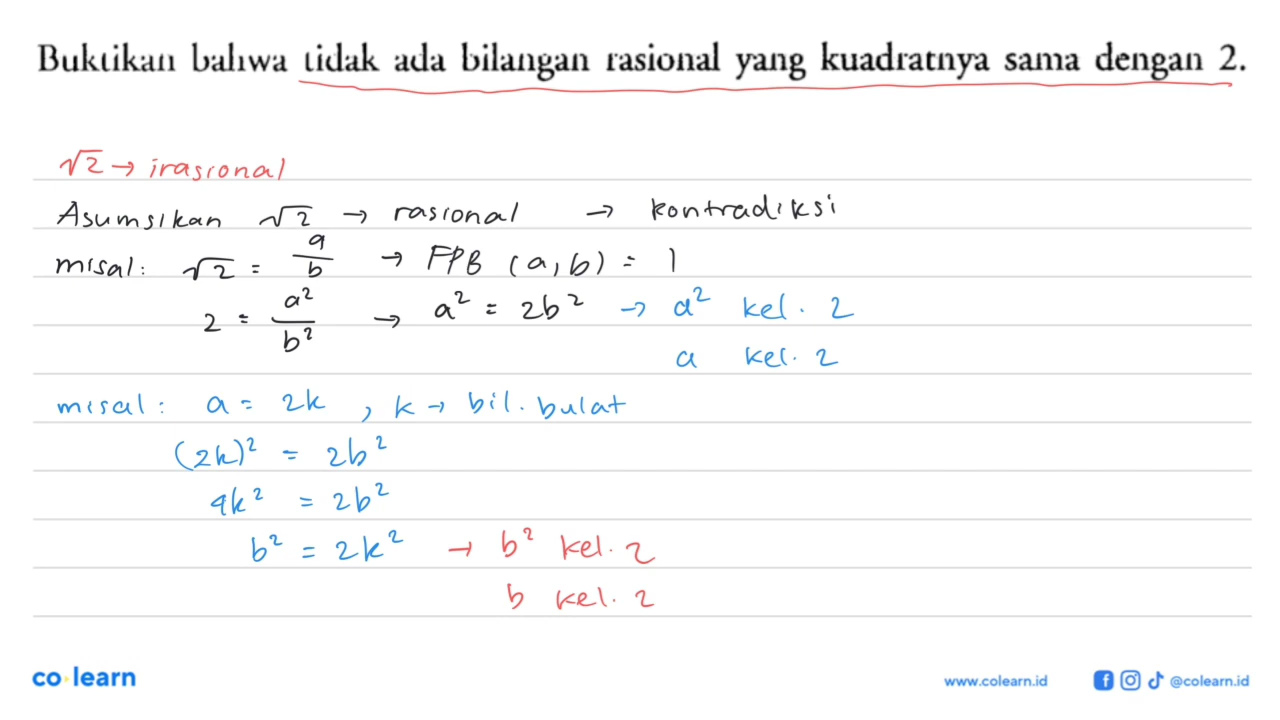 Buktikan bahwa tidak ada bilangan rasional yang kuadratnya sama dengan 2.
√2 → irasional
Asumsikan √2 → rasional → kontradiksi
misal: √2 = a/b → FPB (a,b) = 1
2 = a²/b² → a² = 2b² → a² kel. 2
a kel. 2
misal: a = 2k , k → bil. bulat
(2k)² = 2b²
4k² = 2b²
b² = 2k² → b² kel. 2
b kel. 2
co learn
www.colearn.id @colearn.id